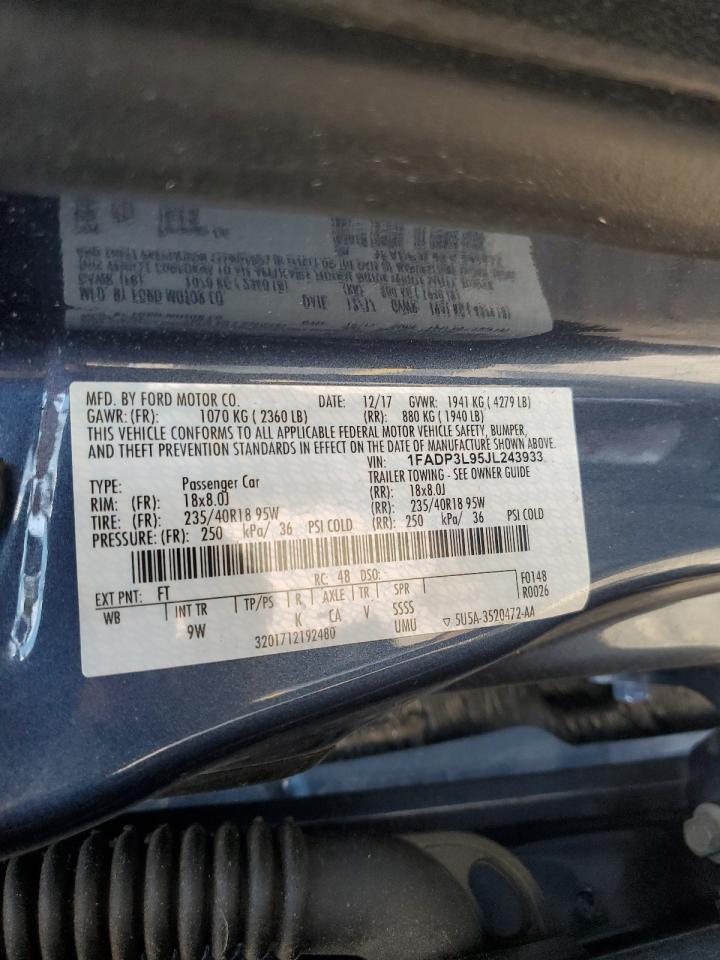 MFD. BY FORD MOTOR CO. DATE: 12/17 GVWR: 1941 KG ( 4279 LB)
GAWR: (FR): 1070 KG ( 2360 LB) (RR): 880 KG ( 1940 LB)
THIS VEHICLE CONFORMS TO ALL APPLICABLE FEDERAL MOTOR VEHICLE SAFETY, BUMPER,
AND THEFT PREVENTION STANDARDS IN EFFECT ON THE DATE OF MANUFACTURE SHOWN ABOVE.
VIN: 1FADP3L95JL243933
TYPE: Passenger Car TRAILER TOWING - SEE OWNER GUIDE
RIM: (FR): 18x8.0J (RR): 18x8.0J
TIRE: (FR): 235/40R18 95W (RR): 235/40R18 95W
PRESSURE: (FR): 250 kPa/ 36 PSI COLD (RR): 250 kPa/ 36 PSI COLD
EXT PNT: FT RC: 48 DSO: F0148
WB INT TR TP/PS R AXLE TR SPR R0026
9W K CA V SSSS
3201712192480 UMU ▽ 5U5A-3520472-AA